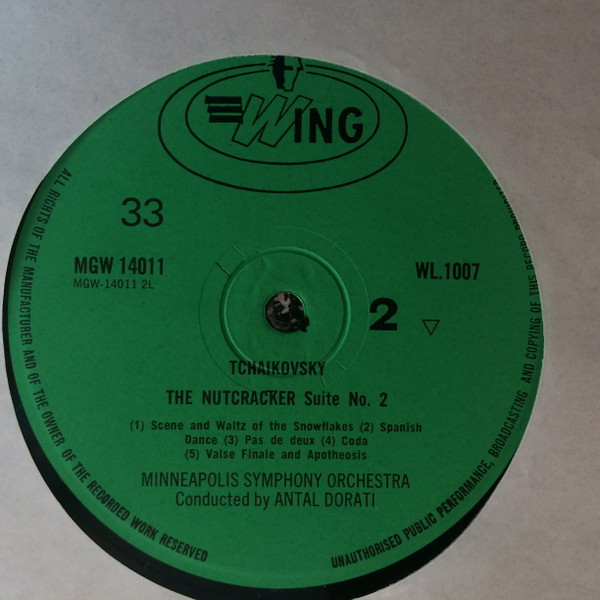 WING
33
MGW 14011
MGW-14011 2L
WL.1007
2
TCHAIKOVSKY
THE NUTCRACKER Suite No. 2
(1) Scene and Waltz of the Snowflakes (2) Spanish
Dance (3) Pas de deux (4) Coda
(5) Valse Finale and Apotheosis
MINNEAPOLIS SYMPHONY ORCHESTRA
Conducted by ANTAL DORATI
ALL RIGHTS OF THE MANUFACTURER AND OF THE OWNER OF THE RECORDED WORK RESERVED
UNAUTHORISED PUBLIC PERFORMANCE, BROADCASTING AND COPYING OF THIS RECORD